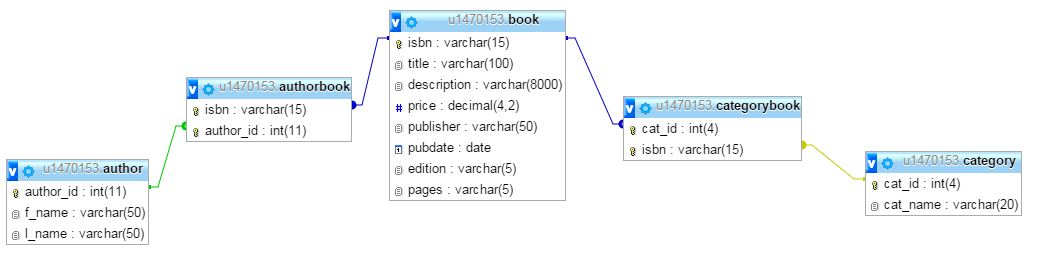 u1470153.book
isbn : varchar(15)
title : varchar(100)
description : varchar(8000)
price : decimal(4,2)
publisher : varchar(50)
pubdate : date
edition : varchar(5)
pages : varchar(5)
u1470153.authorbook
isbn : varchar(15)
author_id : int(11)
u1470153.author
author_id : int(11)
f_name : varchar(50)
l_name : varchar(50)
u1470153.categorybook
cat_id : int(4)
isbn : varchar(15)
u1470153.category
cat_id : int(4)
cat_name : varchar(20)